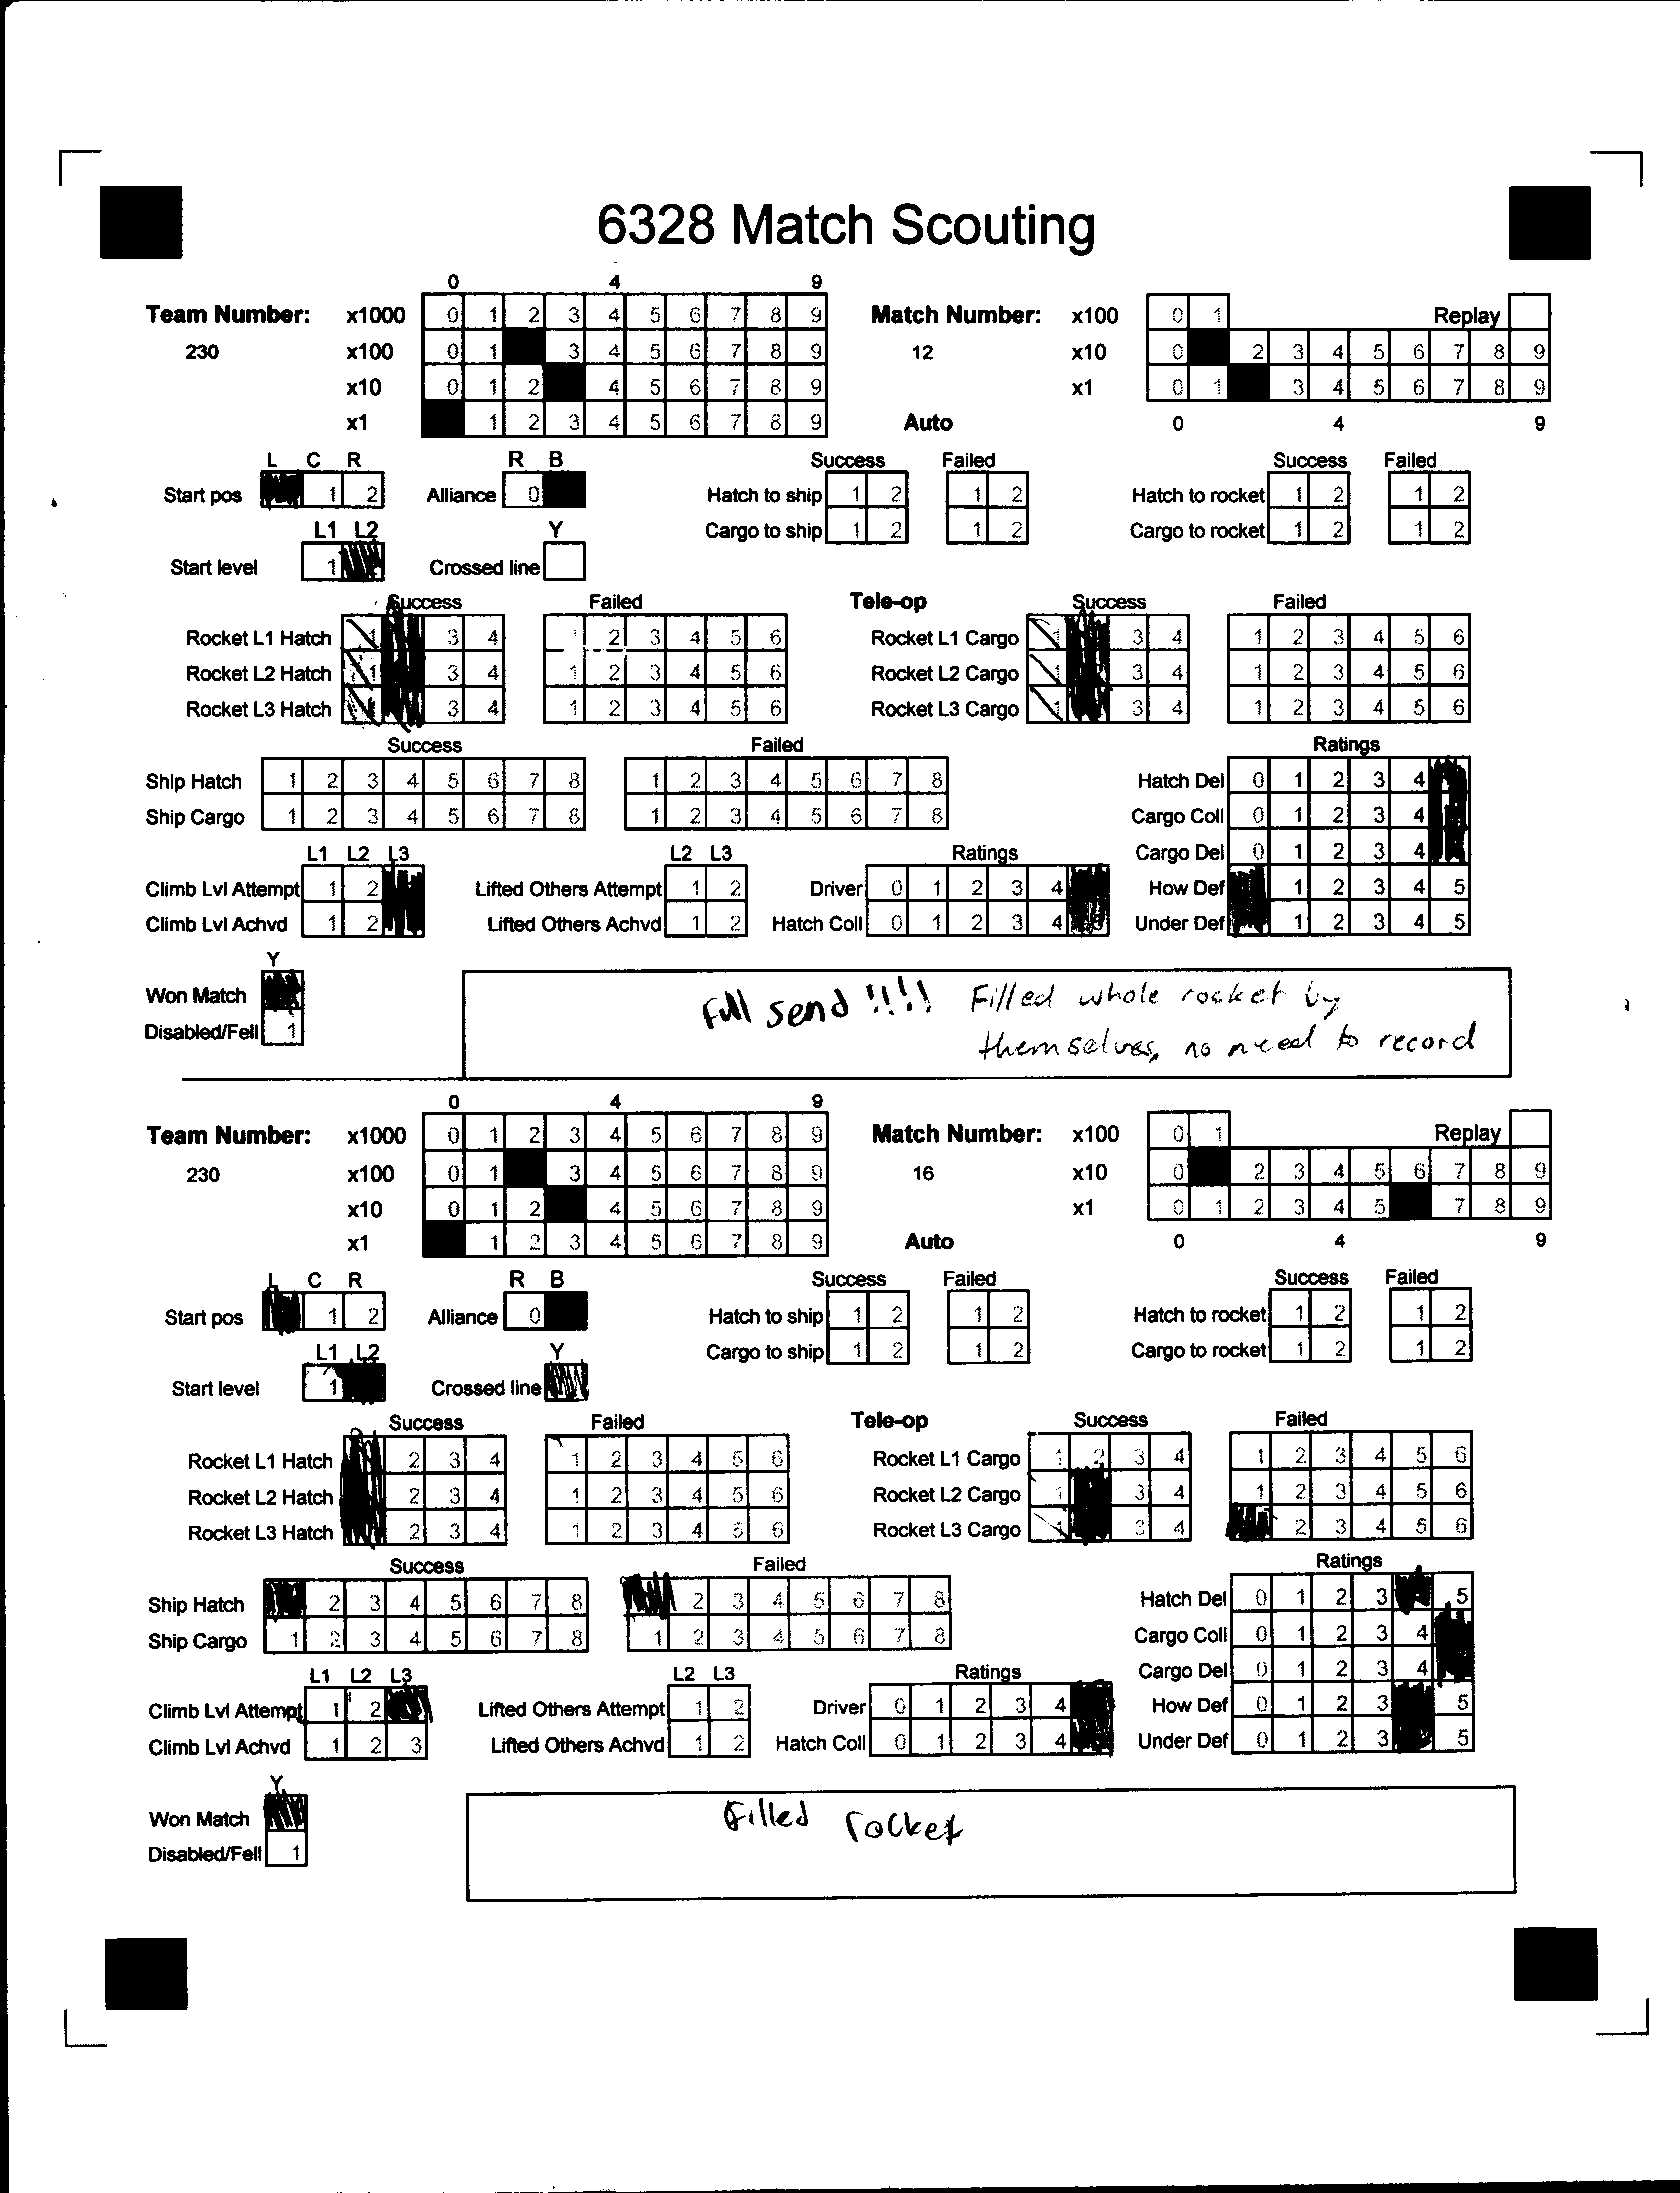 6328 Match Scouting
0 4 9
Team Number: x1000 0 1 2 3 4 5 6 7 8 9 Match Number: x100 0 1 Replay
230 x100 0 1 3 4 5 6 7 8 9 12 x10 0 2 3 4 5 6 7 8 9
x10 0 1 2 4 5 6 7 8 9 x1 0 1 3 4 5 6 7 8 9
x1 1 2 3 4 5 6 7 8 9 Auto 0 4 9
L C R R B Success Failed Success Failed
Start pos 1 2 Alliance 0 Hatch to ship 1 2 1 2 Hatch to rocket 1 2 1 2
L1 L2 Y Cargo to ship 1 2 1 2 Cargo to rocket 1 2 1 2
Start level 1 Crossed line
Success Failed Tele-op Success Failed
Rocket L1 Hatch 1 3 4 1 2 3 4 5 6 Rocket L1 Cargo 1 3 4 1 2 3 4 5 6
Rocket L2 Hatch 1 3 4 1 2 3 4 5 6 Rocket L2 Cargo 1 3 4 1 2 3 4 5 6
Rocket L3 Hatch 3 4 1 2 3 4 5 6 Rocket L3 Cargo 1 3 4 1 2 3 4 5 6
Success Failed Ratings
Ship Hatch 1 2 3 4 5 6 7 8 1 2 3 4 5 6 7 8 Hatch Del 0 1 2 3 4
Ship Cargo 1 2 3 4 5 6 7 8 1 2 3 4 5 6 7 8 Cargo Coll 0 1 2 3 4
L1 L2 L3 L2 L3 Ratings Cargo Del 0 1 2 3 4
Climb Lvl Attempt 1 2 Lifted Others Attempt 1 2 Driver 0 1 2 3 4 How Def 1 2 3 4 5
Climb Lvl Achvd 1 2 Lifted Others Achvd 1 2 Hatch Coll 0 1 2 3 4 Under Def 1 2 3 4 5
Y
Won Match Full send !!!! Filled whole rocket by
Disabled/Fell 1 themselves, no need to record
0 4 9
Team Number: x1000 0 1 2 3 4 5 6 7 8 9 Match Number: x100 0 1 Replay
230 x100 0 1 3 4 5 6 7 8 9 16 x10 0 2 3 4 5 6 7 8 9
x10 0 1 2 4 5 6 7 8 9 x1 0 1 2 3 4 5 7 8 9
x1 1 2 3 4 5 6 7 8 9 Auto 0 4 9
L C R R B Success Failed Success Failed
Start pos 1 2 Alliance 0 Hatch to ship 1 2 1 2 Hatch to rocket 1 2 1 2
L1 L2 Y Cargo to ship 1 2 1 2 Cargo to rocket 1 2 1 2
Start level 1 Crossed line
Success Failed Tele-op Success Failed
Rocket L1 Hatch 2 3 4 1 2 3 4 5 6 Rocket L1 Cargo 1 2 3 4 1 2 3 4 5 6
Rocket L2 Hatch 2 3 4 1 2 3 4 5 6 Rocket L2 Cargo 1 3 4 1 2 3 4 5 6
Rocket L3 Hatch 2 3 4 1 2 3 4 5 6 Rocket L3 Cargo 1 3 4 2 3 4 5 6
Success Failed Ratings
Ship Hatch 2 3 4 5 6 7 8 2 3 4 5 6 7 8 Hatch Del 0 1 2 3 5
Ship Cargo 1 2 3 4 5 6 7 8 1 2 3 4 5 6 7 8 Cargo Coll 0 1 2 3 4
L1 L2 L3 L2 L3 Ratings Cargo Del 0 1 2 3 4
Climb Lvl Attempt 1 2 Lifted Others Attempt 1 2 Driver 0 1 2 3 4 How Def 0 1 2 3 5
Climb Lvl Achvd 1 2 3 Lifted Others Achvd 1 2 Hatch Coll 0 1 2 3 4 Under Def 0 1 2 3 5
Y
Won Match Filled rocket
Disabled/Fell 1